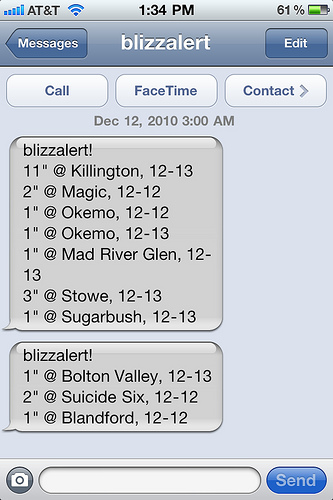 AT&T 1:34 PM 61 %
Messages blizzalert Edit
Call FaceTime Contact
Dec 12, 2010 3:00 AM
blizzalert!
11" @ Killington, 12-13
2" @ Magic, 12-12
1" @ Okemo, 12-12
1" @ Okemo, 12-13
1" @ Mad River Glen, 12-
13
3" @ Stowe, 12-13
1" @ Sugarbush, 12-13
blizzalert!
1" @ Bolton Valley, 12-13
2" @ Suicide Six, 12-12
1" @ Blandford, 12-12
Send